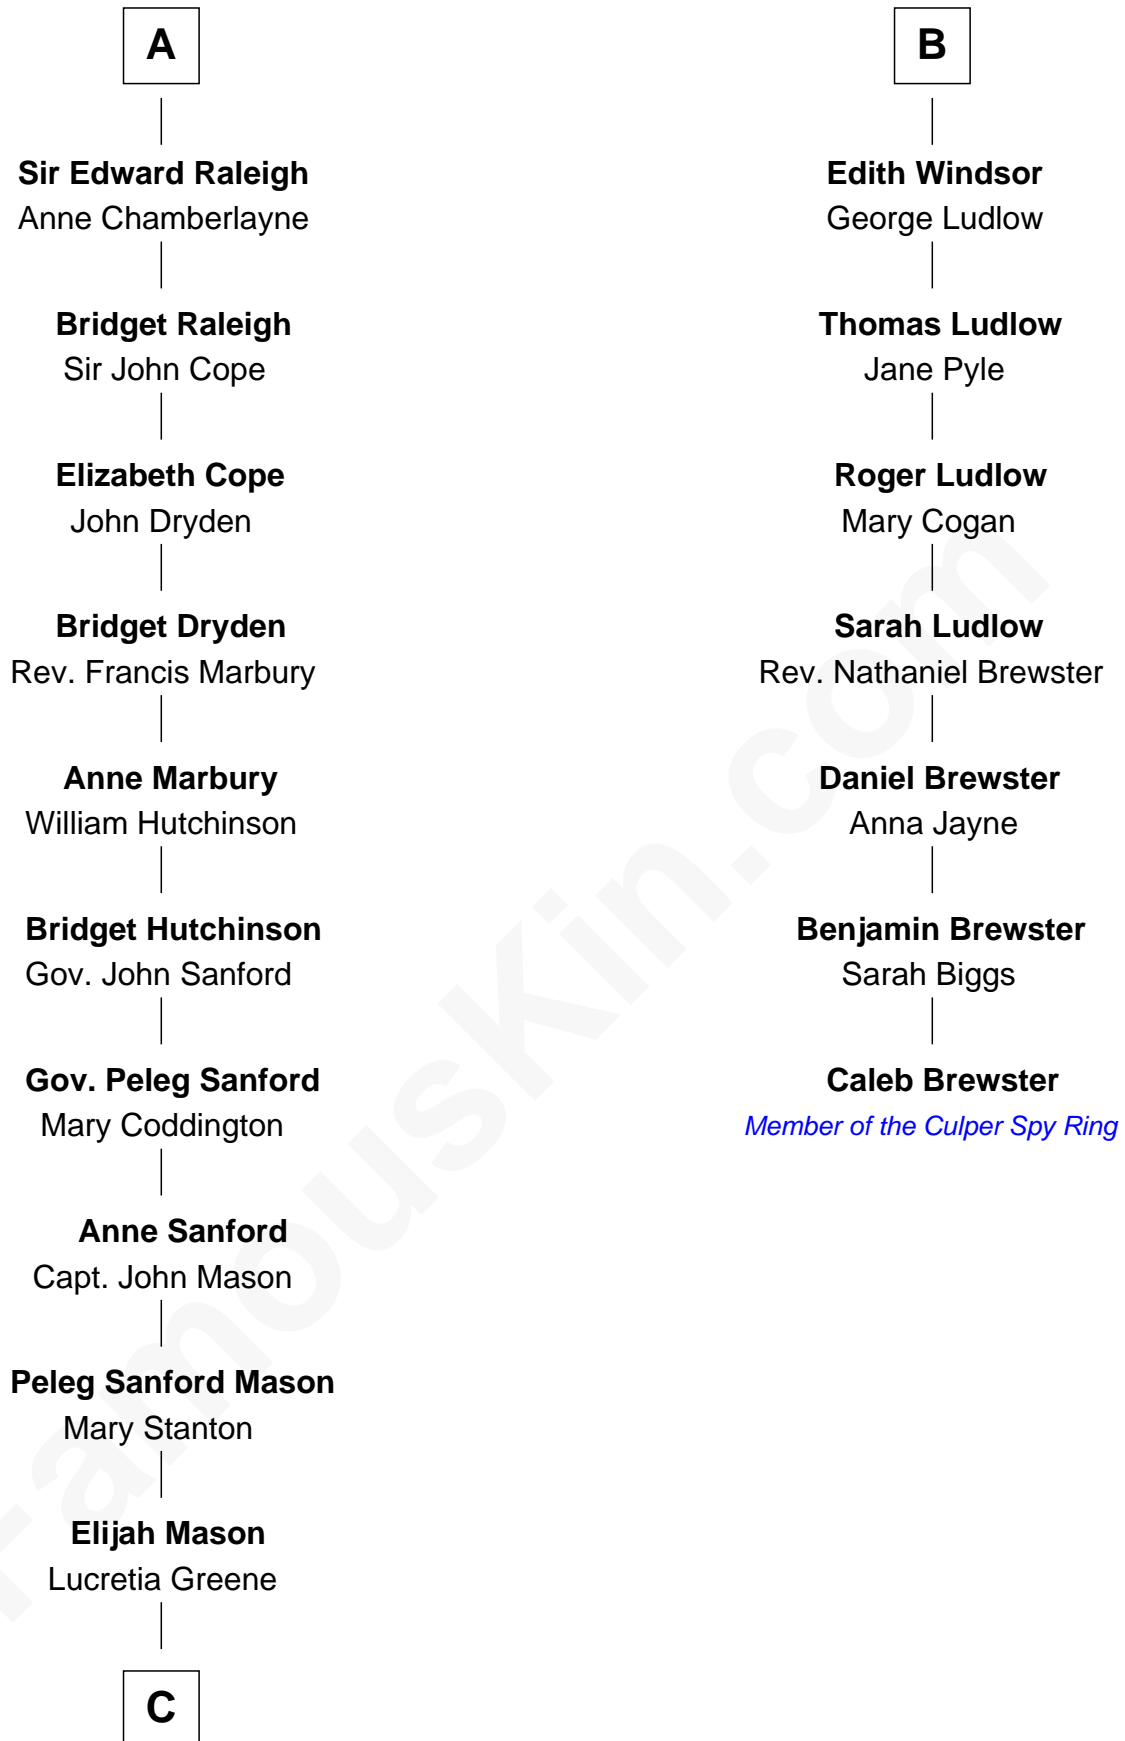 A
Sir Edward Raleigh
Anne Chamberlayne
Bridget Raleigh
Sir John Cope
Elizabeth Cope
John Dryden
Bridget Dryden
Rev. Francis Marbury
Anne Marbury
William Hutchinson
Bridget Hutchinson
Gov. John Sanford
Gov. Peleg Sanford
Mary Coddington
Anne Sanford
Capt. John Mason
Peleg Sanford Mason
Mary Stanton
Elijah Mason
Lucretia Greene
C
B
Edith Windsor
George Ludlow
Thomas Ludlow
Jane Pyle
Roger Ludlow
Mary Cogan
Sarah Ludlow
Rev. Nathaniel Brewster
Daniel Brewster
Anna Jayne
Benjamin Brewster
Sarah Biggs
Caleb Brewster
Member of the Culper Spy Ring
FamousKin.com